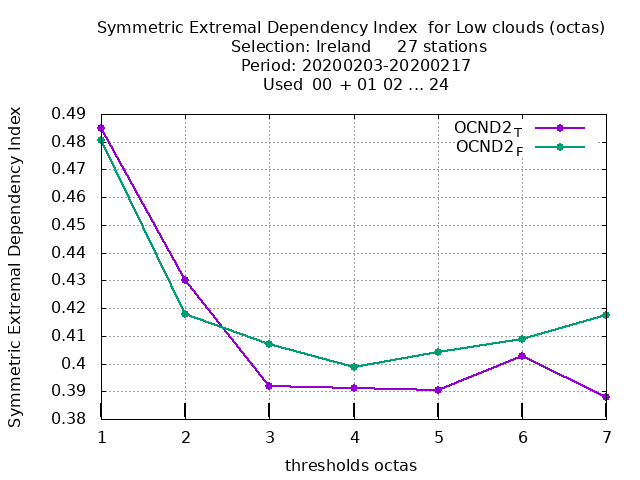 Symmetric Extremal Dependency Index for Low clouds (octas)
Selection: Ireland 27 stations
Period: 20200203-20200217
Used 00 + 01 02 ... 24
OCND2T
OCND2F
Symmetric Extremal Dependency Index
0.49
0.48
0.47
0.46
0.45
0.44
0.43
0.42
0.41
0.4
0.39
0.38
1 2 3 4 5 6 7
thresholds octas